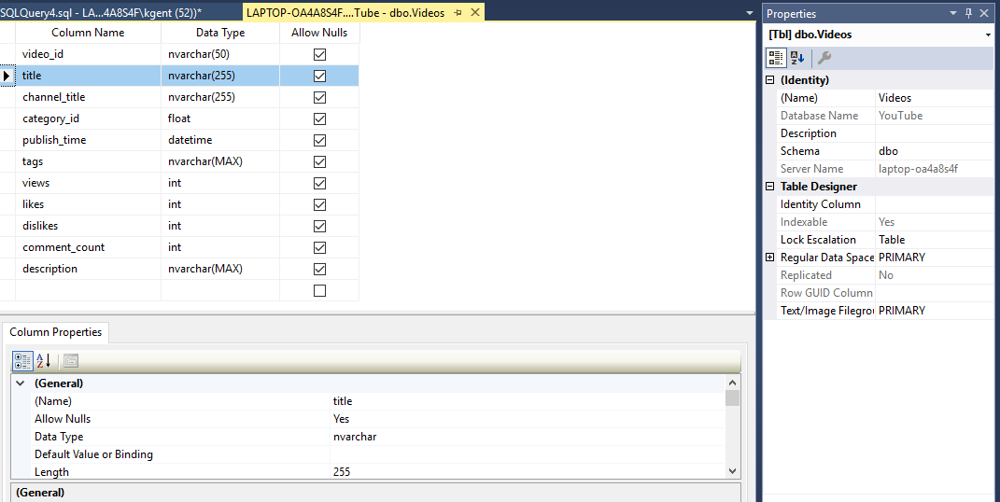 SQLQuery4.sql - LA...4A8S4F\kgent (52))*
LAPTOP-OA4A8S4F....Tube - dbo.Videos
Column Name Data Type Allow Nulls
video_id nvarchar(50)
title nvarchar(255)
channel_title nvarchar(255)
category_id float
publish_time datetime
tags nvarchar(MAX)
views int
likes int
dislikes int
comment_count int
description nvarchar(MAX)
Column Properties
(General)
(Name) title
Allow Nulls Yes
Data Type nvarchar
Default Value or Binding
Length 255
(General)
Properties
[Tbl] dbo.Videos
(Identity)
(Name) Videos
Database Name YouTube
Description
Schema dbo
Server Name laptop-oa4a8s4f
Table Designer
Identity Column
Indexable Yes
Lock Escalation Table
Regular Data Space PRIMARY
Replicated No
Row GUID Column
Text/Image Filegrou PRIMARY